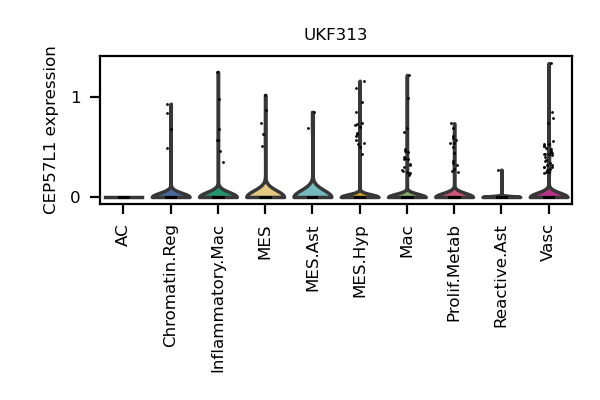 UKF313
CEP57L1 expression
1
0
AC
Chromatin.Reg
Inflammatory.Mac
MES
MES.Ast
MES.Hyp
Mac
Prolif.Metab
Reactive.Ast
Vasc